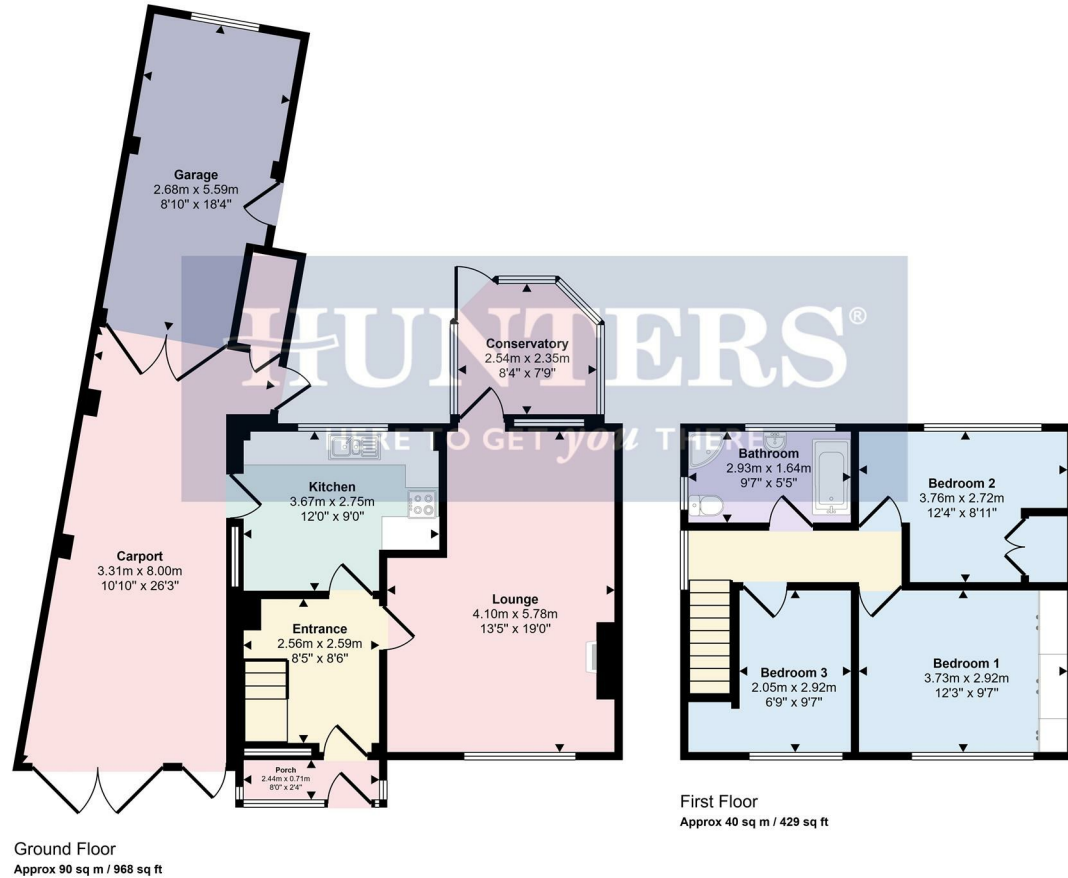 Garage
2.68m x 5.59m
8'10" x 18'4"
HUNTERS®
HERE TO GET you THERE
Conservatory
2.54m x 2.35m
8'4" x 7'9"
Kitchen
3.67m x 2.75m
12'0" x 9'0"
Carport
3.31m x 8.00m
10'10" x 26'3"
Lounge
4.10m x 5.78m
13'5" x 19'0"
Entrance
2.56m x 2.59m
8'5" x 8'6"
Porch
2.44m x 0.71m
8'0" x 2'4"
Ground Floor
Approx 90 sq m / 968 sq ft
Bathroom
2.93m x 1.64m
9'7" x 5'5"
Bedroom 2
3.76m x 2.72m
12'4" x 8'11"
Bedroom 3
2.05m x 2.92m
6'9" x 9'7"
Bedroom 1
3.73m x 2.92m
12'3" x 9'7"
First Floor
Approx 40 sq m / 429 sq ft